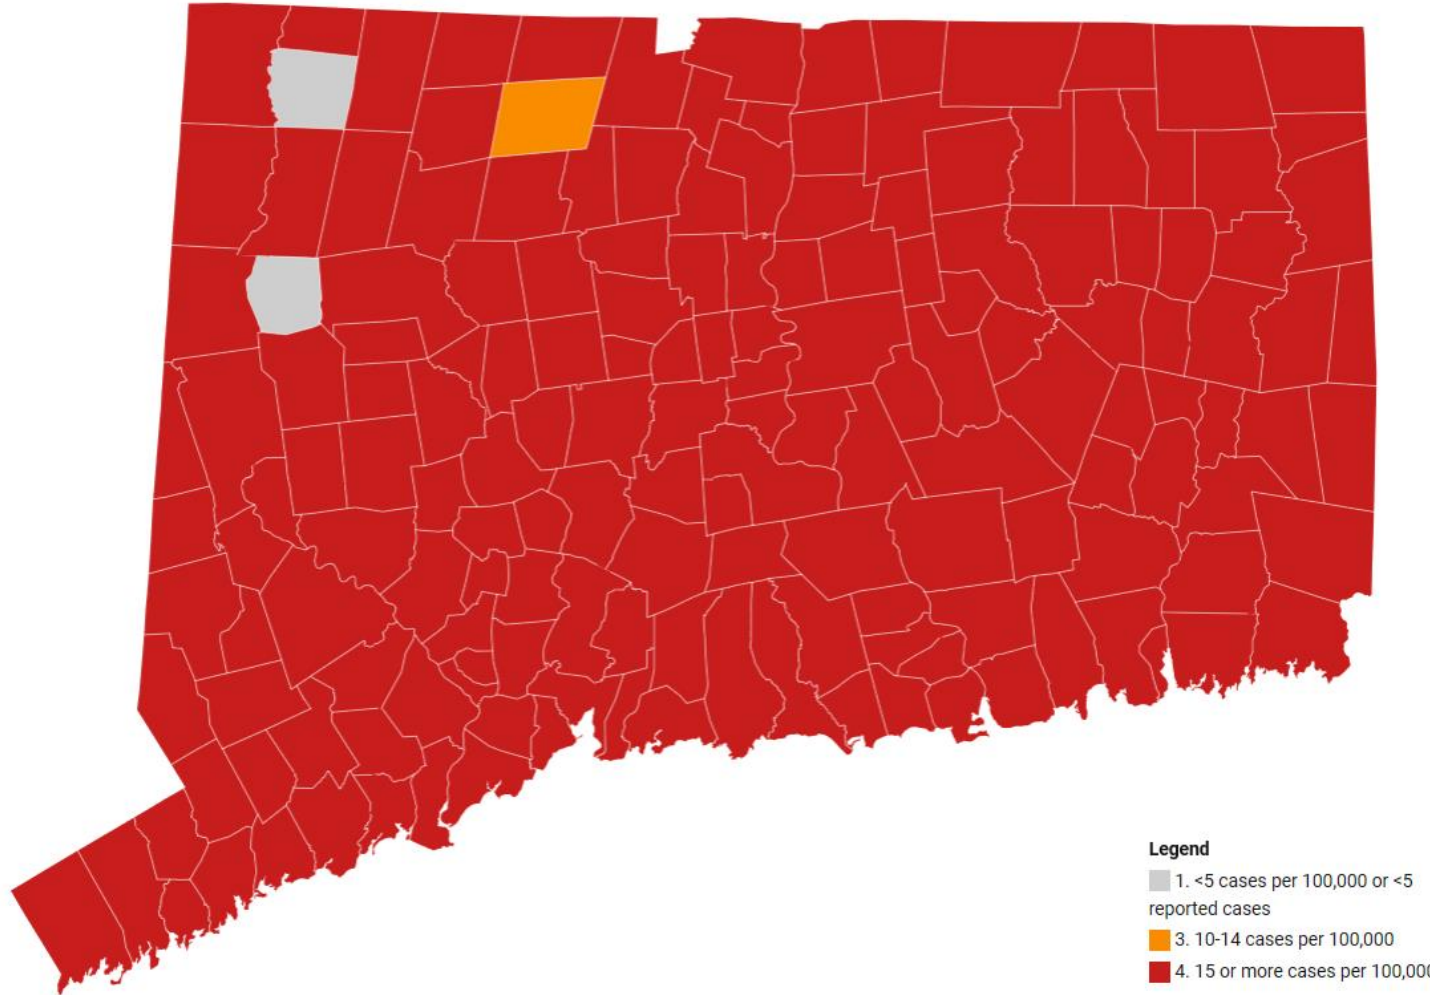 Legend
1. <5 cases per 100,000 or <5
reported cases
3. 10-14 cases per 100,000
4. 15 or more cases per 100,000